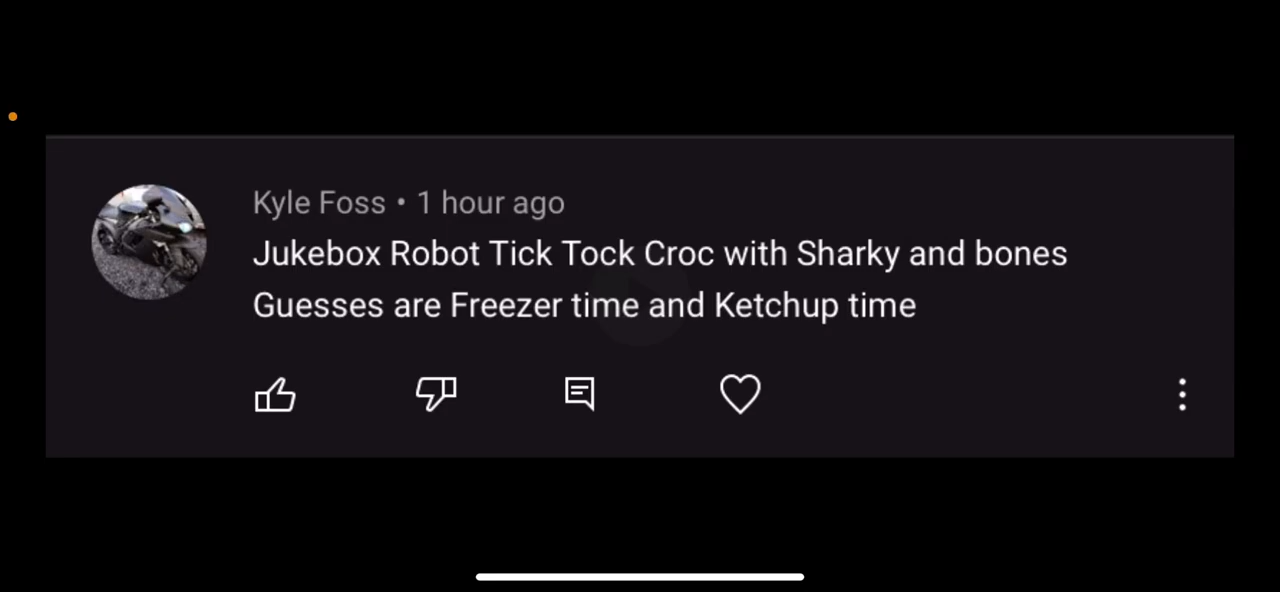 Kyle Foss • 1 hour ago
Jukebox Robot Tick Tock Croc with Sharky and bones
Guesses are Freezer time and Ketchup time